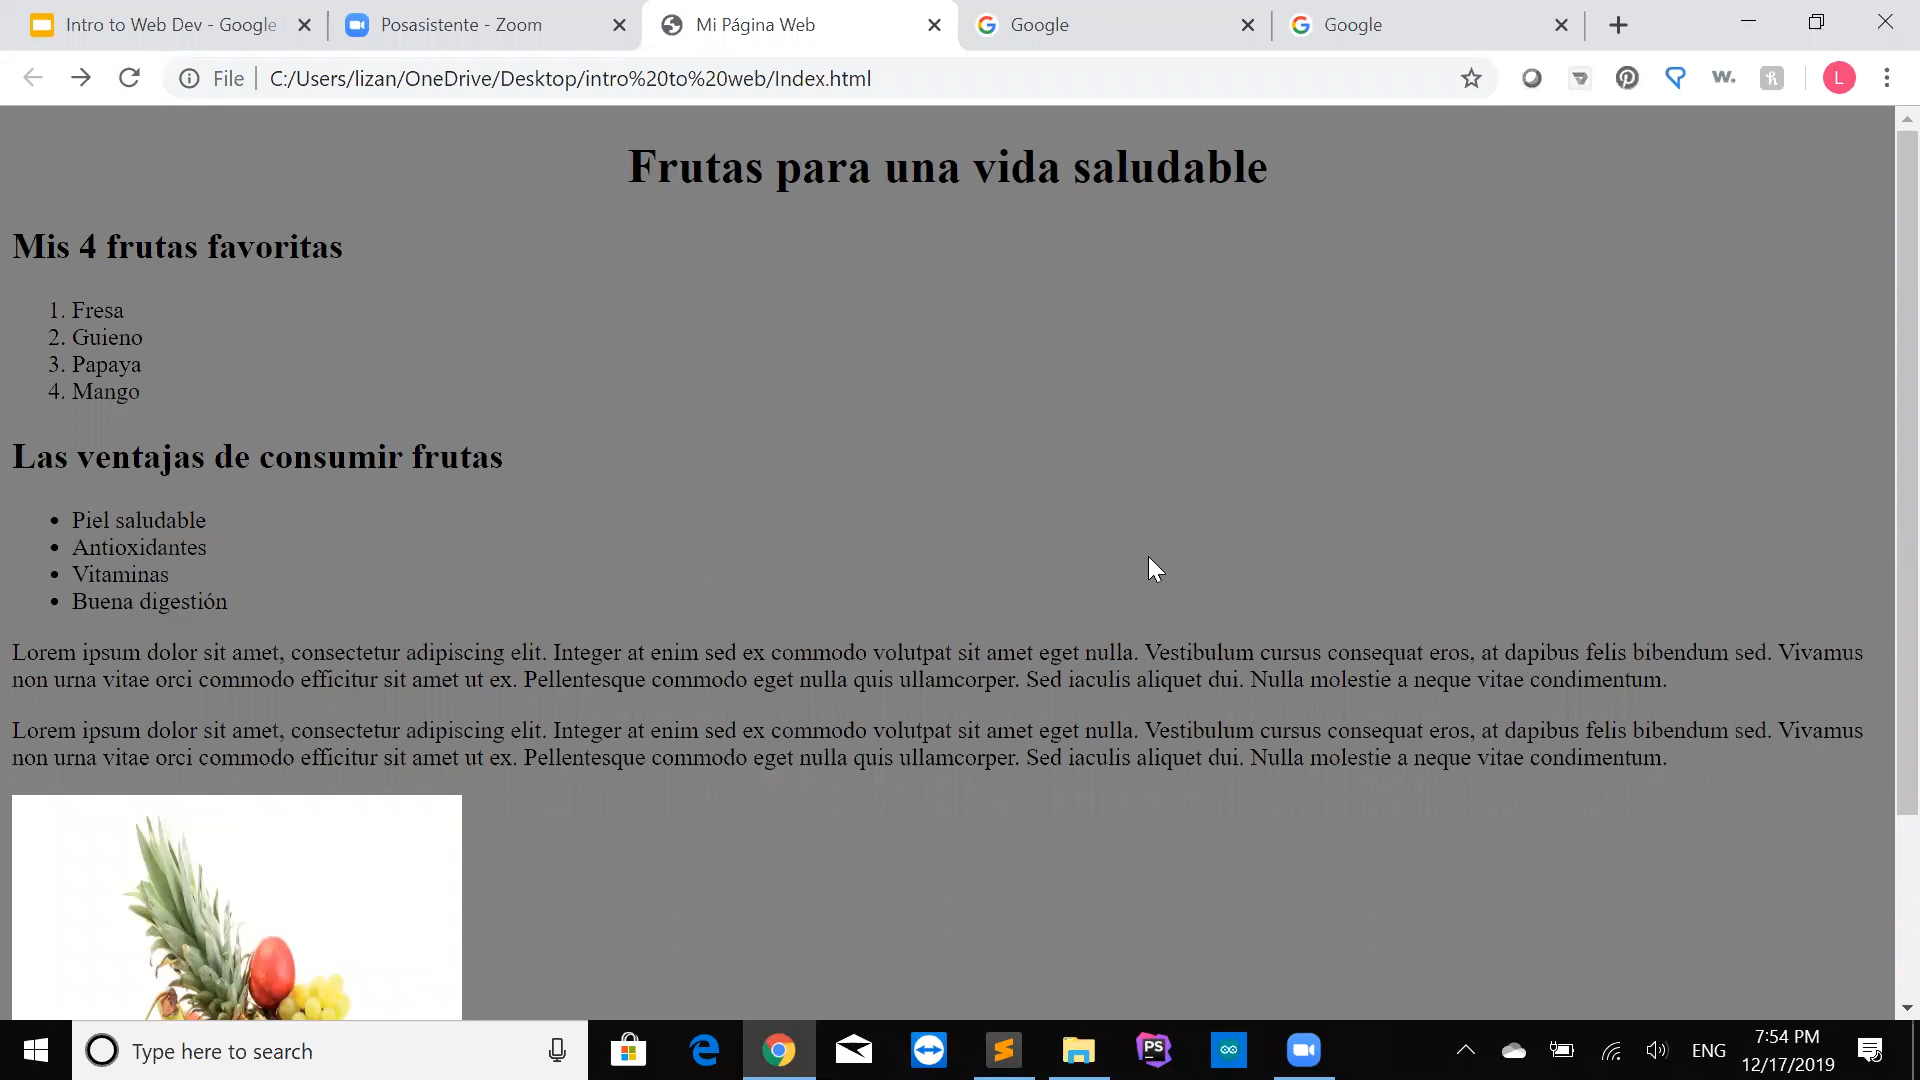 Intro to Web Dev - Google
Posasistente - Zoom
Mi Página Web
Google
Google
File
C:/Users/lizan/OneDrive/Desktop/intro%20to%20web/Index.html
w.
h
L
Frutas para una vida saludable
Mis 4 frutas favoritas
1. Fresa
2. Guieno
3. Papaya
4. Mango
Las ventajas de consumir frutas
• Piel saludable
• Antioxidantes
• Vitaminas
• Buena digestión
Lorem ipsum dolor sit amet, consectetur adipiscing elit. Integer at enim sed ex commodo volutpat sit amet eget nulla. Vestibulum cursus consequat eros, at dapibus felis bibendum sed. Vivamus
non urna vitae orci commodo efficitur sit amet ut ex. Pellentesque commodo eget nulla quis ullamcorper. Sed iaculis aliquet dui. Nulla molestie a neque vitae condimentum.
Lorem ipsum dolor sit amet, consectetur adipiscing elit. Integer at enim sed ex commodo volutpat sit amet eget nulla. Vestibulum cursus consequat eros, at dapibus felis bibendum sed. Vivamus
non urna vitae orci commodo efficitur sit amet ut ex. Pellentesque commodo eget nulla quis ullamcorper. Sed iaculis aliquet dui. Nulla molestie a neque vitae condimentum.
Type here to search
PS
ENG
7:54 PM
12/17/2019